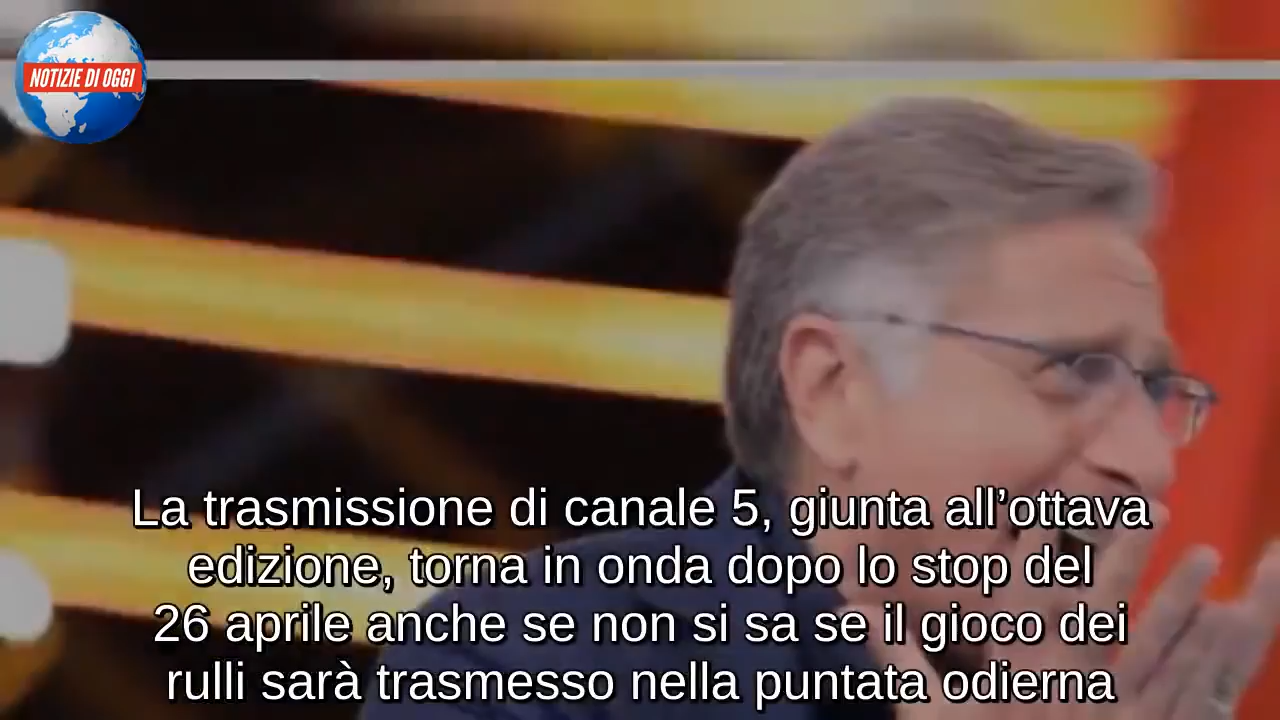 NOTIZIE DI OGGI
La trasmissione di canale 5, giunta all’ottava
edizione, torna in onda dopo lo stop del
26 aprile anche se non si sa se il gioco dei
rulli sarà trasmesso nella puntata odierna